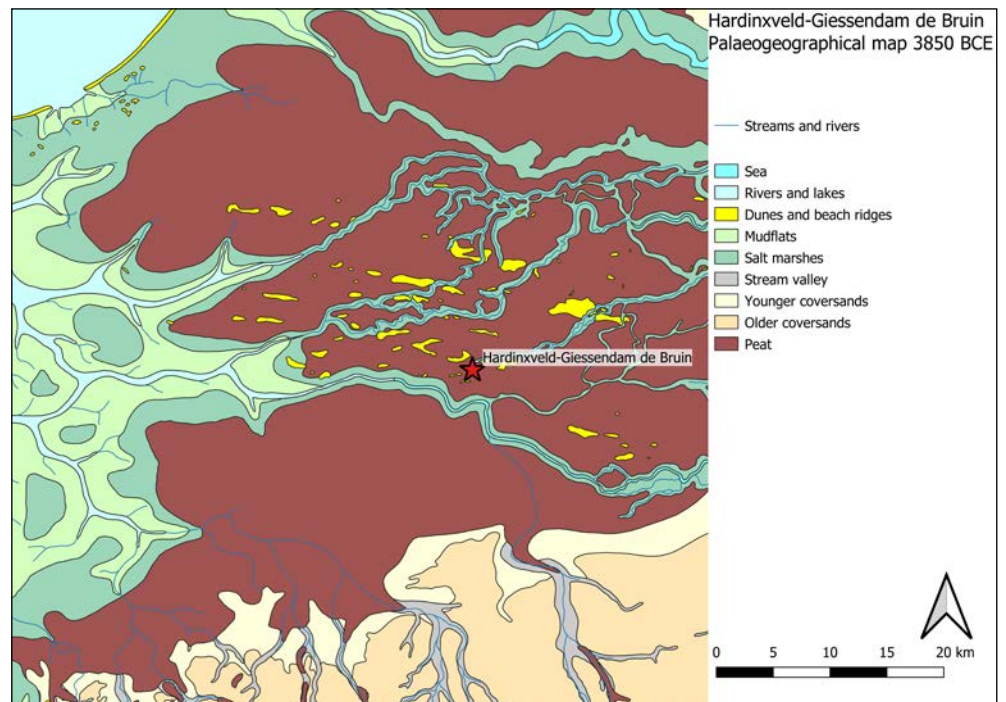 Hardinxveld-Giessendam de Bruin
Palaeogeographical map 3850 BCE
Streams and rivers
Sea
Rivers and lakes
Dunes and beach ridges
Mudflats
Salt marshes
Stream valley
Younger coversands
Older coversands
Peat
Hardinxveld-Giessendam de Bruin
0 5 10 15 20 km